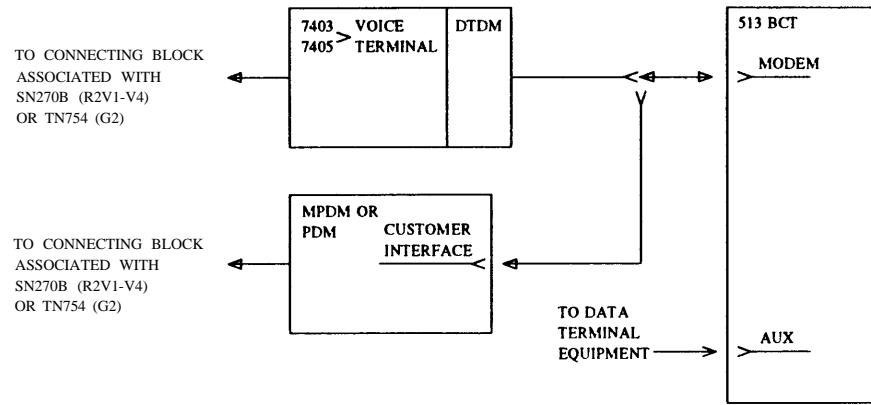 TO CONNECTING BLOCK
ASSOCIATED WITH
SN270B (R2V1-V4)
OR TN754 (G2)
7403
7405 > VOICE
TERMINAL
DTDM
513 BCT
MODEM
TO CONNECTING BLOCK
ASSOCIATED WITH
SN270B (R2V1-V4)
OR TN754 (G2)
MPDM OR
PDM
CUSTOMER
INTERFACE
TO DATA
TERMINAL
EQUIPMENT
AUX